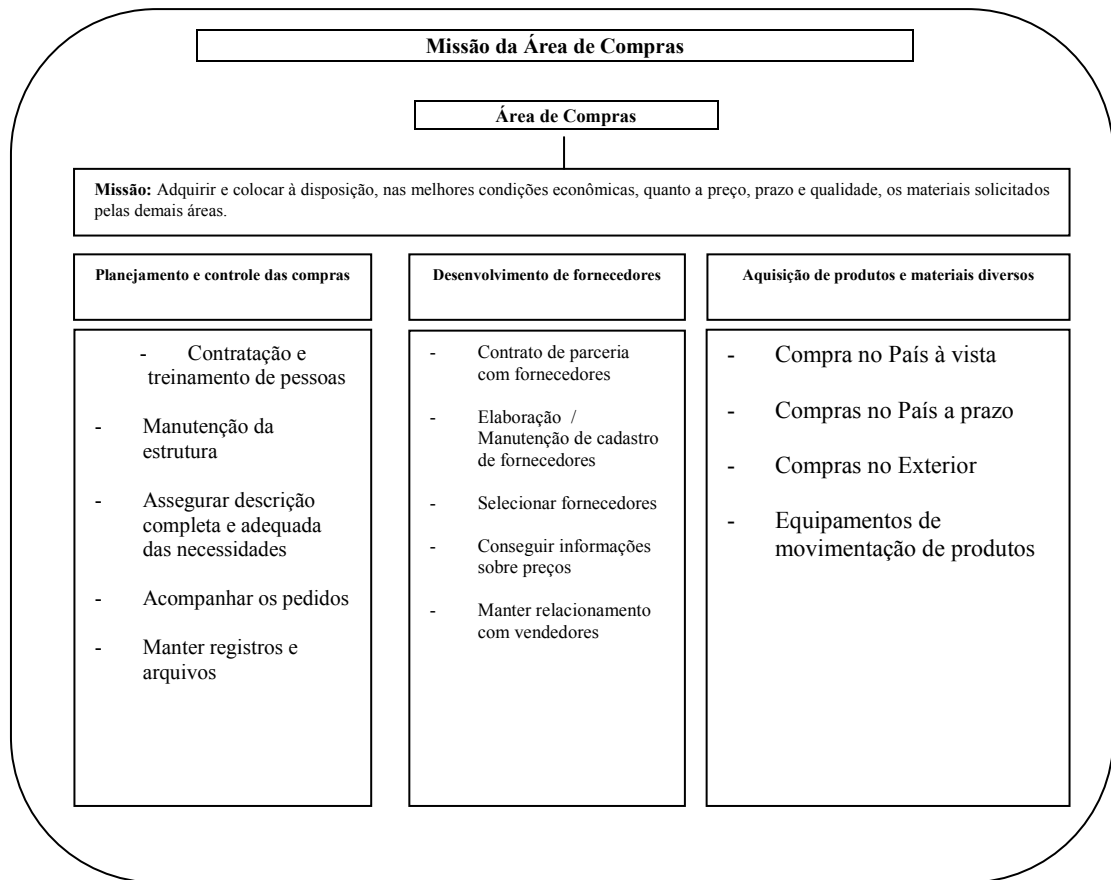 Missão da Área de Compras
Área de Compras
Missão: Adquirir e colocar à disposição, nas melhores condições econômicas, quanto a preço, prazo e qualidade, os materiais solicitados
pelas demais áreas.
Planejamento e controle das compras
- Contratação e
treinamento de pessoas
- Manutenção da
estrutura
- Assegurar descrição
completa e adequada
das necessidades
- Acompanhar os pedidos
- Manter registros e
arquivos
Desenvolvimento de fornecedores
- Contrato de parceria
com fornecedores
- Elaboração /
Manutenção de cadastro
de fornecedores
- Selecionar fornecedores
- Conseguir informações
sobre preços
- Manter relacionamento
com vendedores
Aquisição de produtos e materiais diversos
- Compra no País à vista
- Compras no País a prazo
- Compras no Exterior
- Equipamentos de
movimentação de produtos